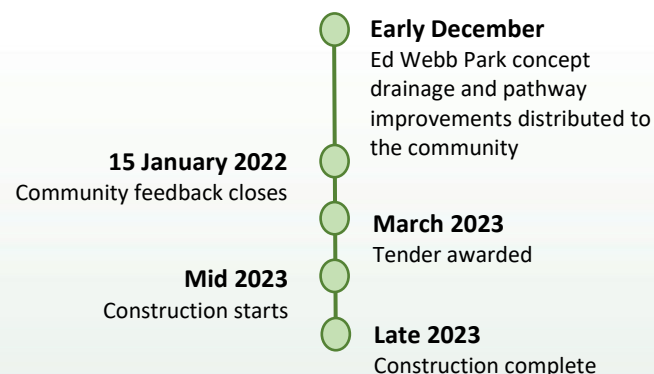 Early December
Ed Webb Park concept
drainage and pathway
improvements distributed to
the community
15 January 2022
Community feedback closes
March 2023
Tender awarded
Mid 2023
Construction starts
Late 2023
Construction complete